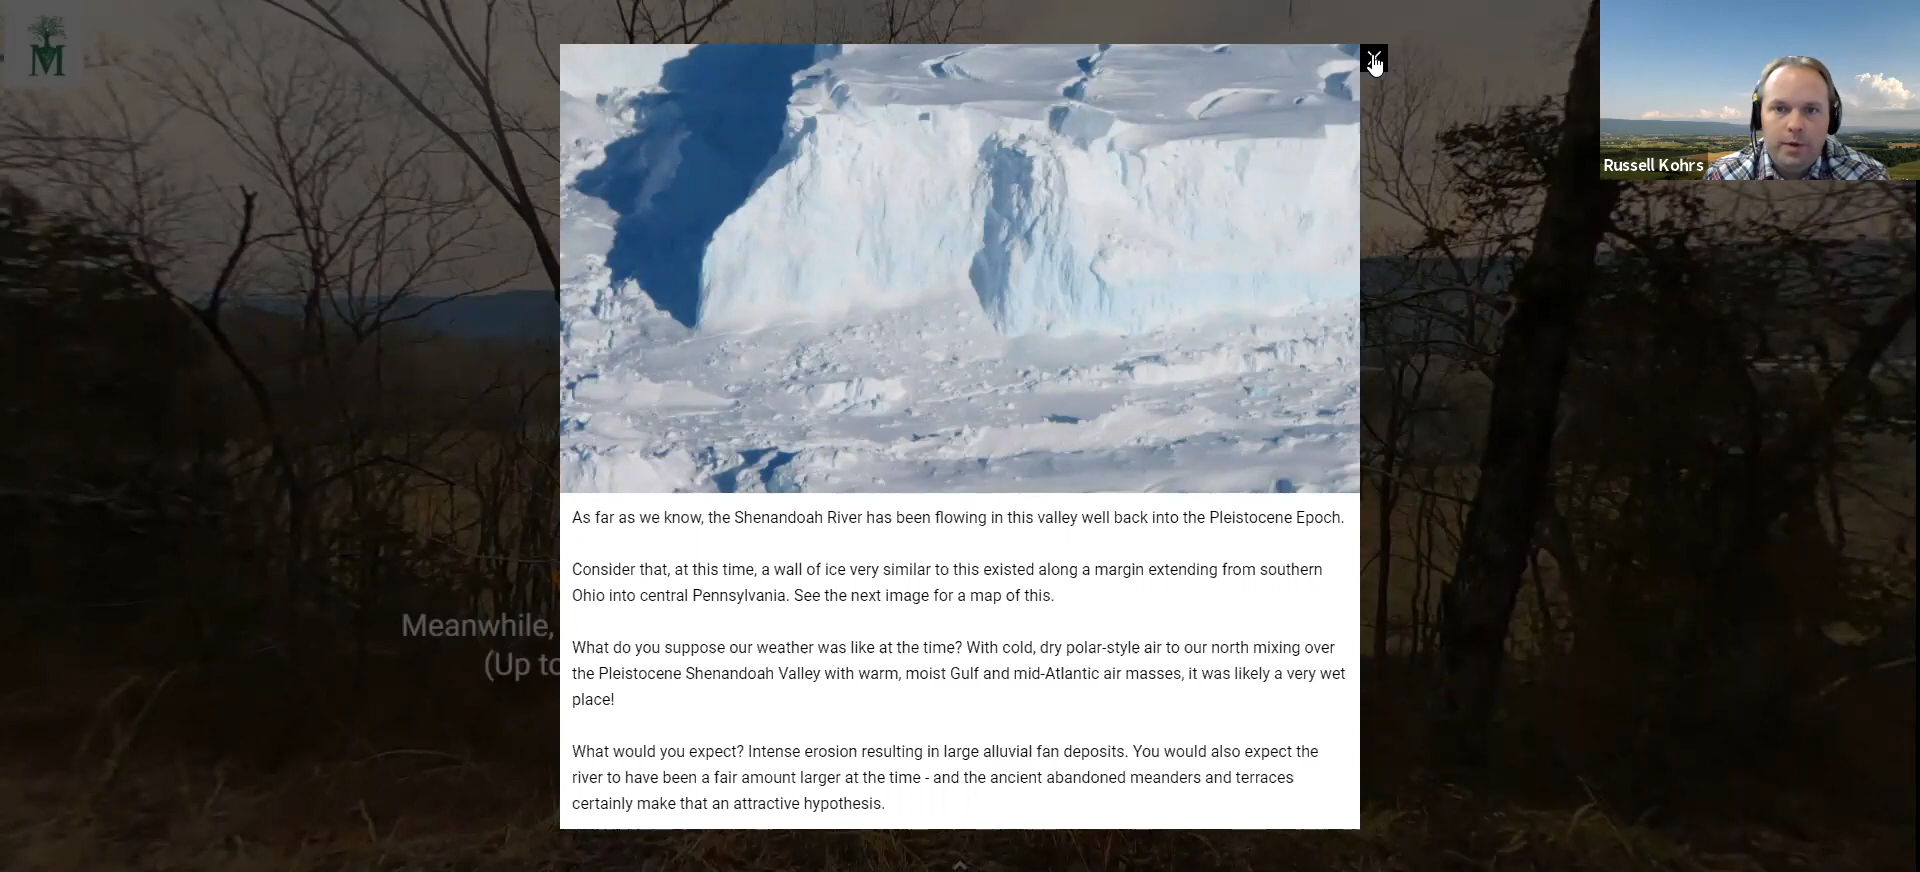 M
Russell Kohrs
As far as we know, the Shenandoah River has been flowing in this valley well back into the Pleistocene Epoch.
Consider that, at this time, a wall of ice very similar to this existed along a margin extending from southern
Ohio into central Pennsylvania. See the next image for a map of this.
Meanwhile,
(Up to
What do you suppose our weather was like at the time? With cold, dry polar-style air to our north mixing over
the Pleistocene Shenandoah Valley with warm, moist Gulf and mid-Atlantic air masses, it was likely a very wet
place!
What would you expect? Intense erosion resulting in large alluvial fan deposits. You would also expect the
river to have been a fair amount larger at the time - and the ancient abandoned meanders and terraces
certainly make that an attractive hypothesis.